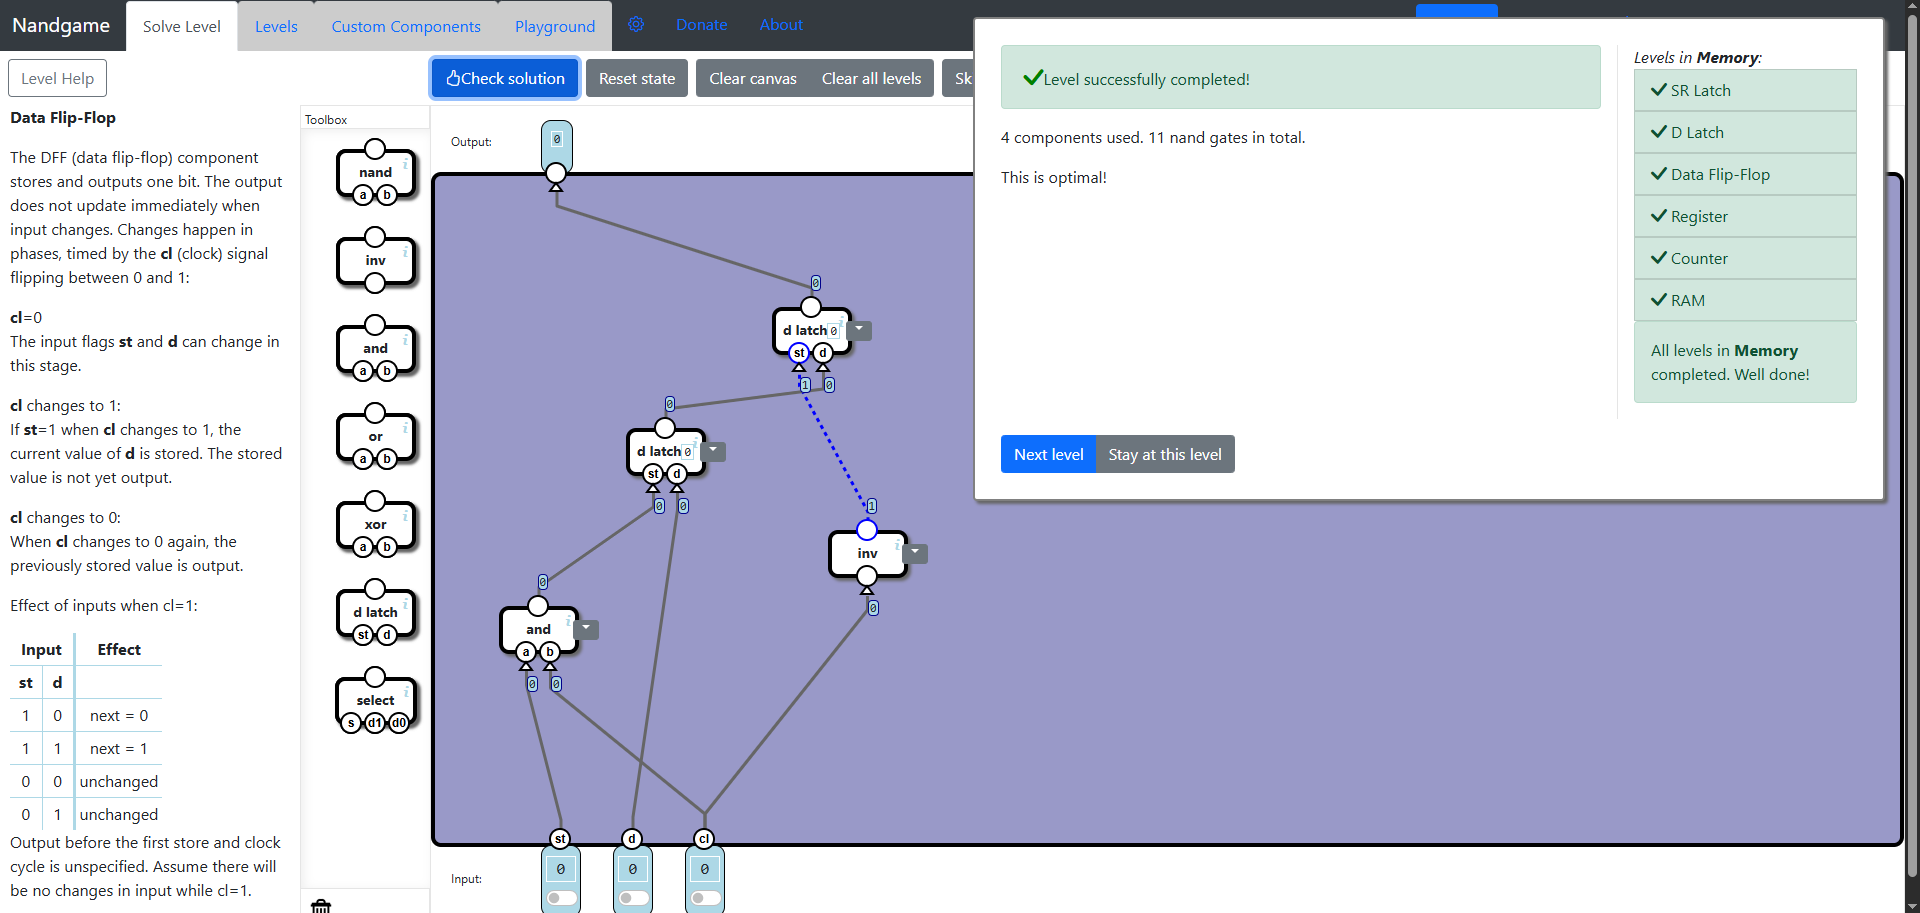 Nandgame
Solve Level
Levels
Custom Components
Playground
Donate
About
Level Help
Check solution
Reset state
Clear canvas
Clear all levels
Sk
Data Flip-Flop
The DFF (data flip-flop) component
stores and outputs one bit. The output
does not update immediately when
input changes. Changes happen in
phases, timed by the cl (clock) signal
flipping between 0 and 1:
cl=0
The input flags st and d can change in
this stage.
cl changes to 1:
If st=1 when cl changes to 1, the
current value of d is stored. The stored
value is not yet output.
cl changes to 0:
When cl changes to 0 again, the
previously stored value is output.
Effect of inputs when cl=1:
Input Effect
st d
1 0 next = 0
1 1 next = 1
0 0 unchanged
0 1 unchanged
Output before the first store and clock
cycle is unspecified. Assume there will
be no changes in input while cl=1.
Toolbox
nand
a b
inv
and
a b
or
a b
xor
a b
d latch
st d
select
s d1 d0
Output:
0
0
d latch 0
st d
1 0
0
d latch 0
st d
0 0
1
inv
0
0
and
a b
0 0
st d cl
Input:
0 0 0
Level successfully completed!
4 components used. 11 nand gates in total.
This is optimal!
Next level
Stay at this level
Levels in Memory:
SR Latch
D Latch
Data Flip-Flop
Register
Counter
RAM
All levels in Memory
completed. Well done!